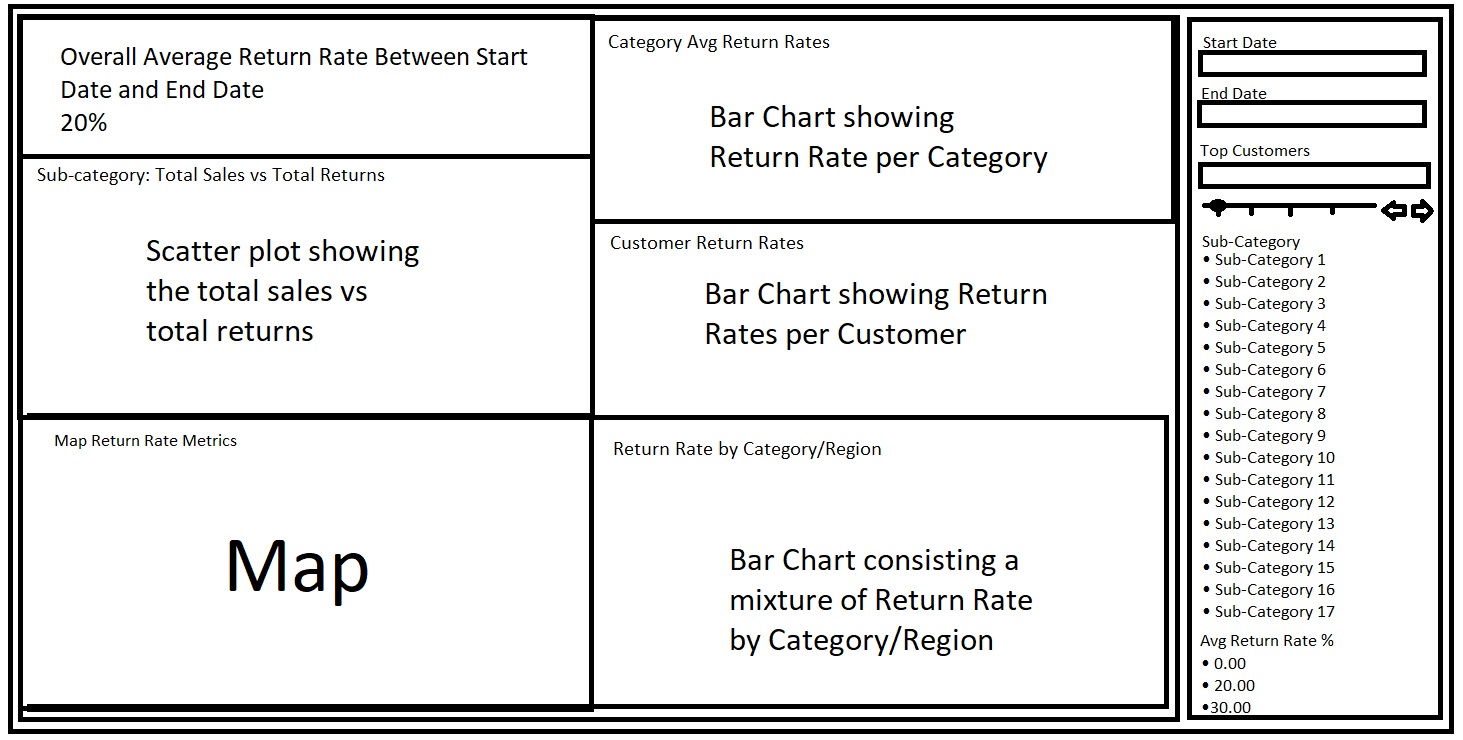 Overall Average Return Rate Between Start
Date and End Date
20%
Sub-category: Total Sales vs Total Returns
Scatter plot showing
the total sales vs
total returns
Map Return Rate Metrics
Map
Category Avg Return Rates
Bar Chart showing
Return Rate per Category
Customer Return Rates
Bar Chart showing Return
Rates per Customer
Return Rate by Category/Region
Bar Chart consisting a
mixture of Return Rate
by Category/Region
Start Date
End Date
Top Customers
Sub-Category
• Sub-Category 1
• Sub-Category 2
• Sub-Category 3
• Sub-Category 4
• Sub-Category 5
• Sub-Category 6
• Sub-Category 7
• Sub-Category 8
• Sub-Category 9
• Sub-Category 10
• Sub-Category 11
• Sub-Category 12
• Sub-Category 13
• Sub-Category 14
• Sub-Category 15
• Sub-Category 16
• Sub-Category 17
Avg Return Rate %
• 0.00
• 20.00
•30.00